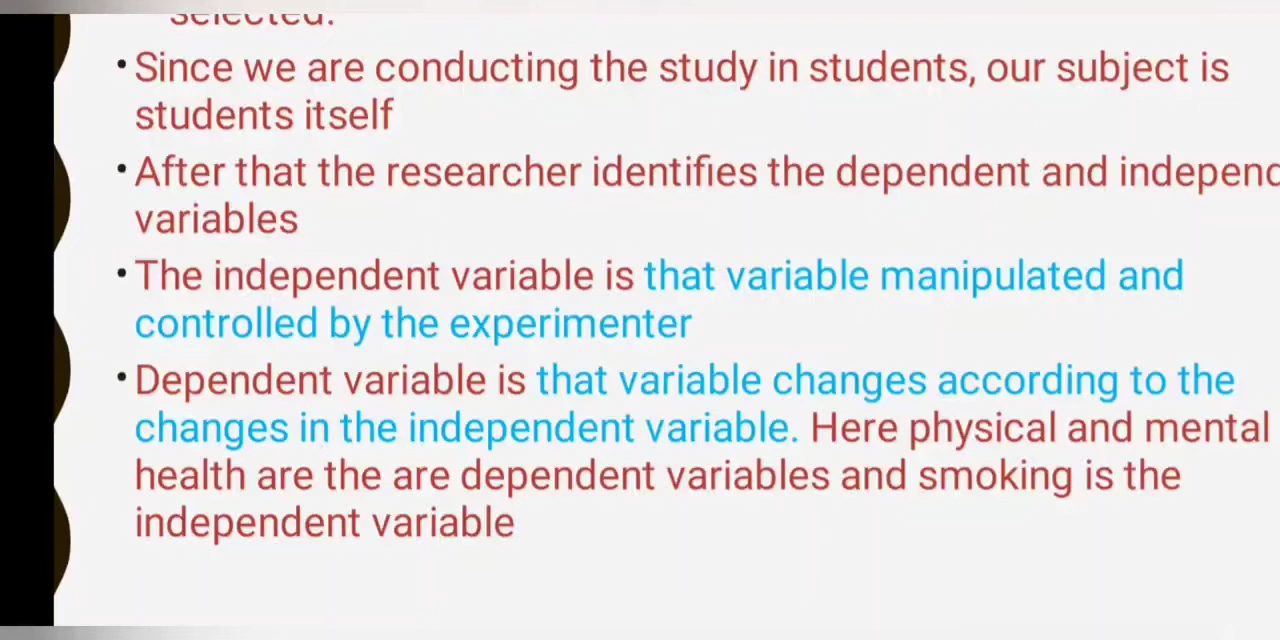 selected.
• Since we are conducting the study in students, our subject is
students itself
• After that the researcher identifies the dependent and independ
variables
• The independent variable is that variable manipulated and
controlled by the experimenter
• Dependent variable is that variable changes according to the
changes in the independent variable. Here physical and mental
health are the are dependent variables and smoking is the
independent variable